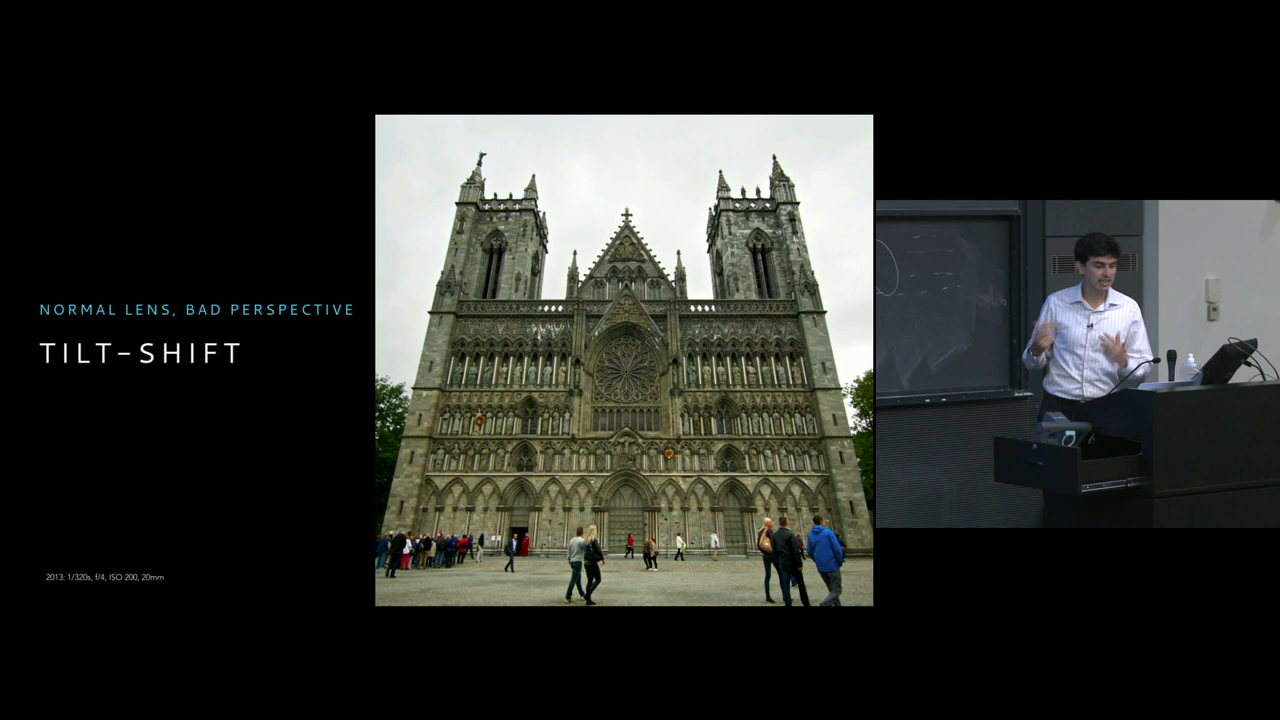 NORMAL LENS, BAD PERSPECTIVE
TILT-SHIFT
2013: 1/320s, f/4, ISO 200, 20mm